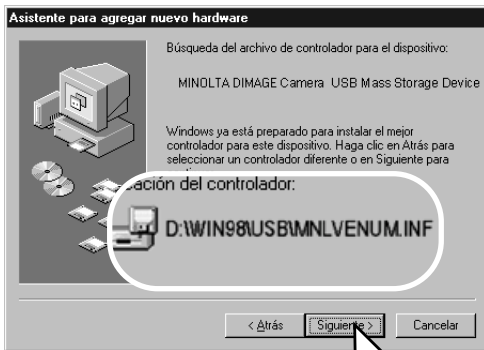 Asistente para agregar nuevo hardware
Búsqueda del archivo de controlador para el dispositivo:
MINOLTA DIMAGE Camera USB Mass Storage Device
Windows ya está preparado para instalar el mejor
controlador para este dispositivo. Haga clic en Atrás para
seleccionar un controlador diferente o en Siguiente para
ación del controlador:
D:\WIN98\USB\MNLVENUM.INF
< Atrás
Siguiente >
Cancelar